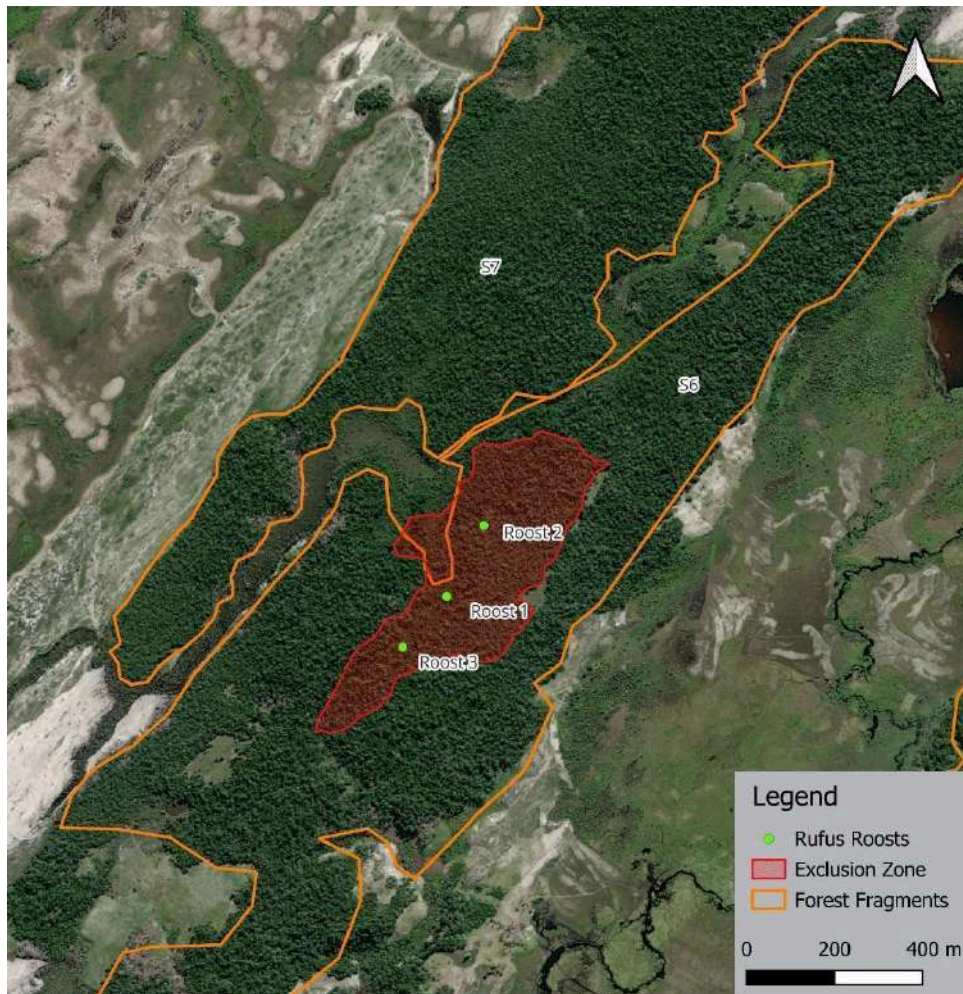 S7
S6
Roost 2
Roost 1
Roost 3
Legend
Rufus Roosts
Exclusion Zone
Forest Fragments
0 200 400 m